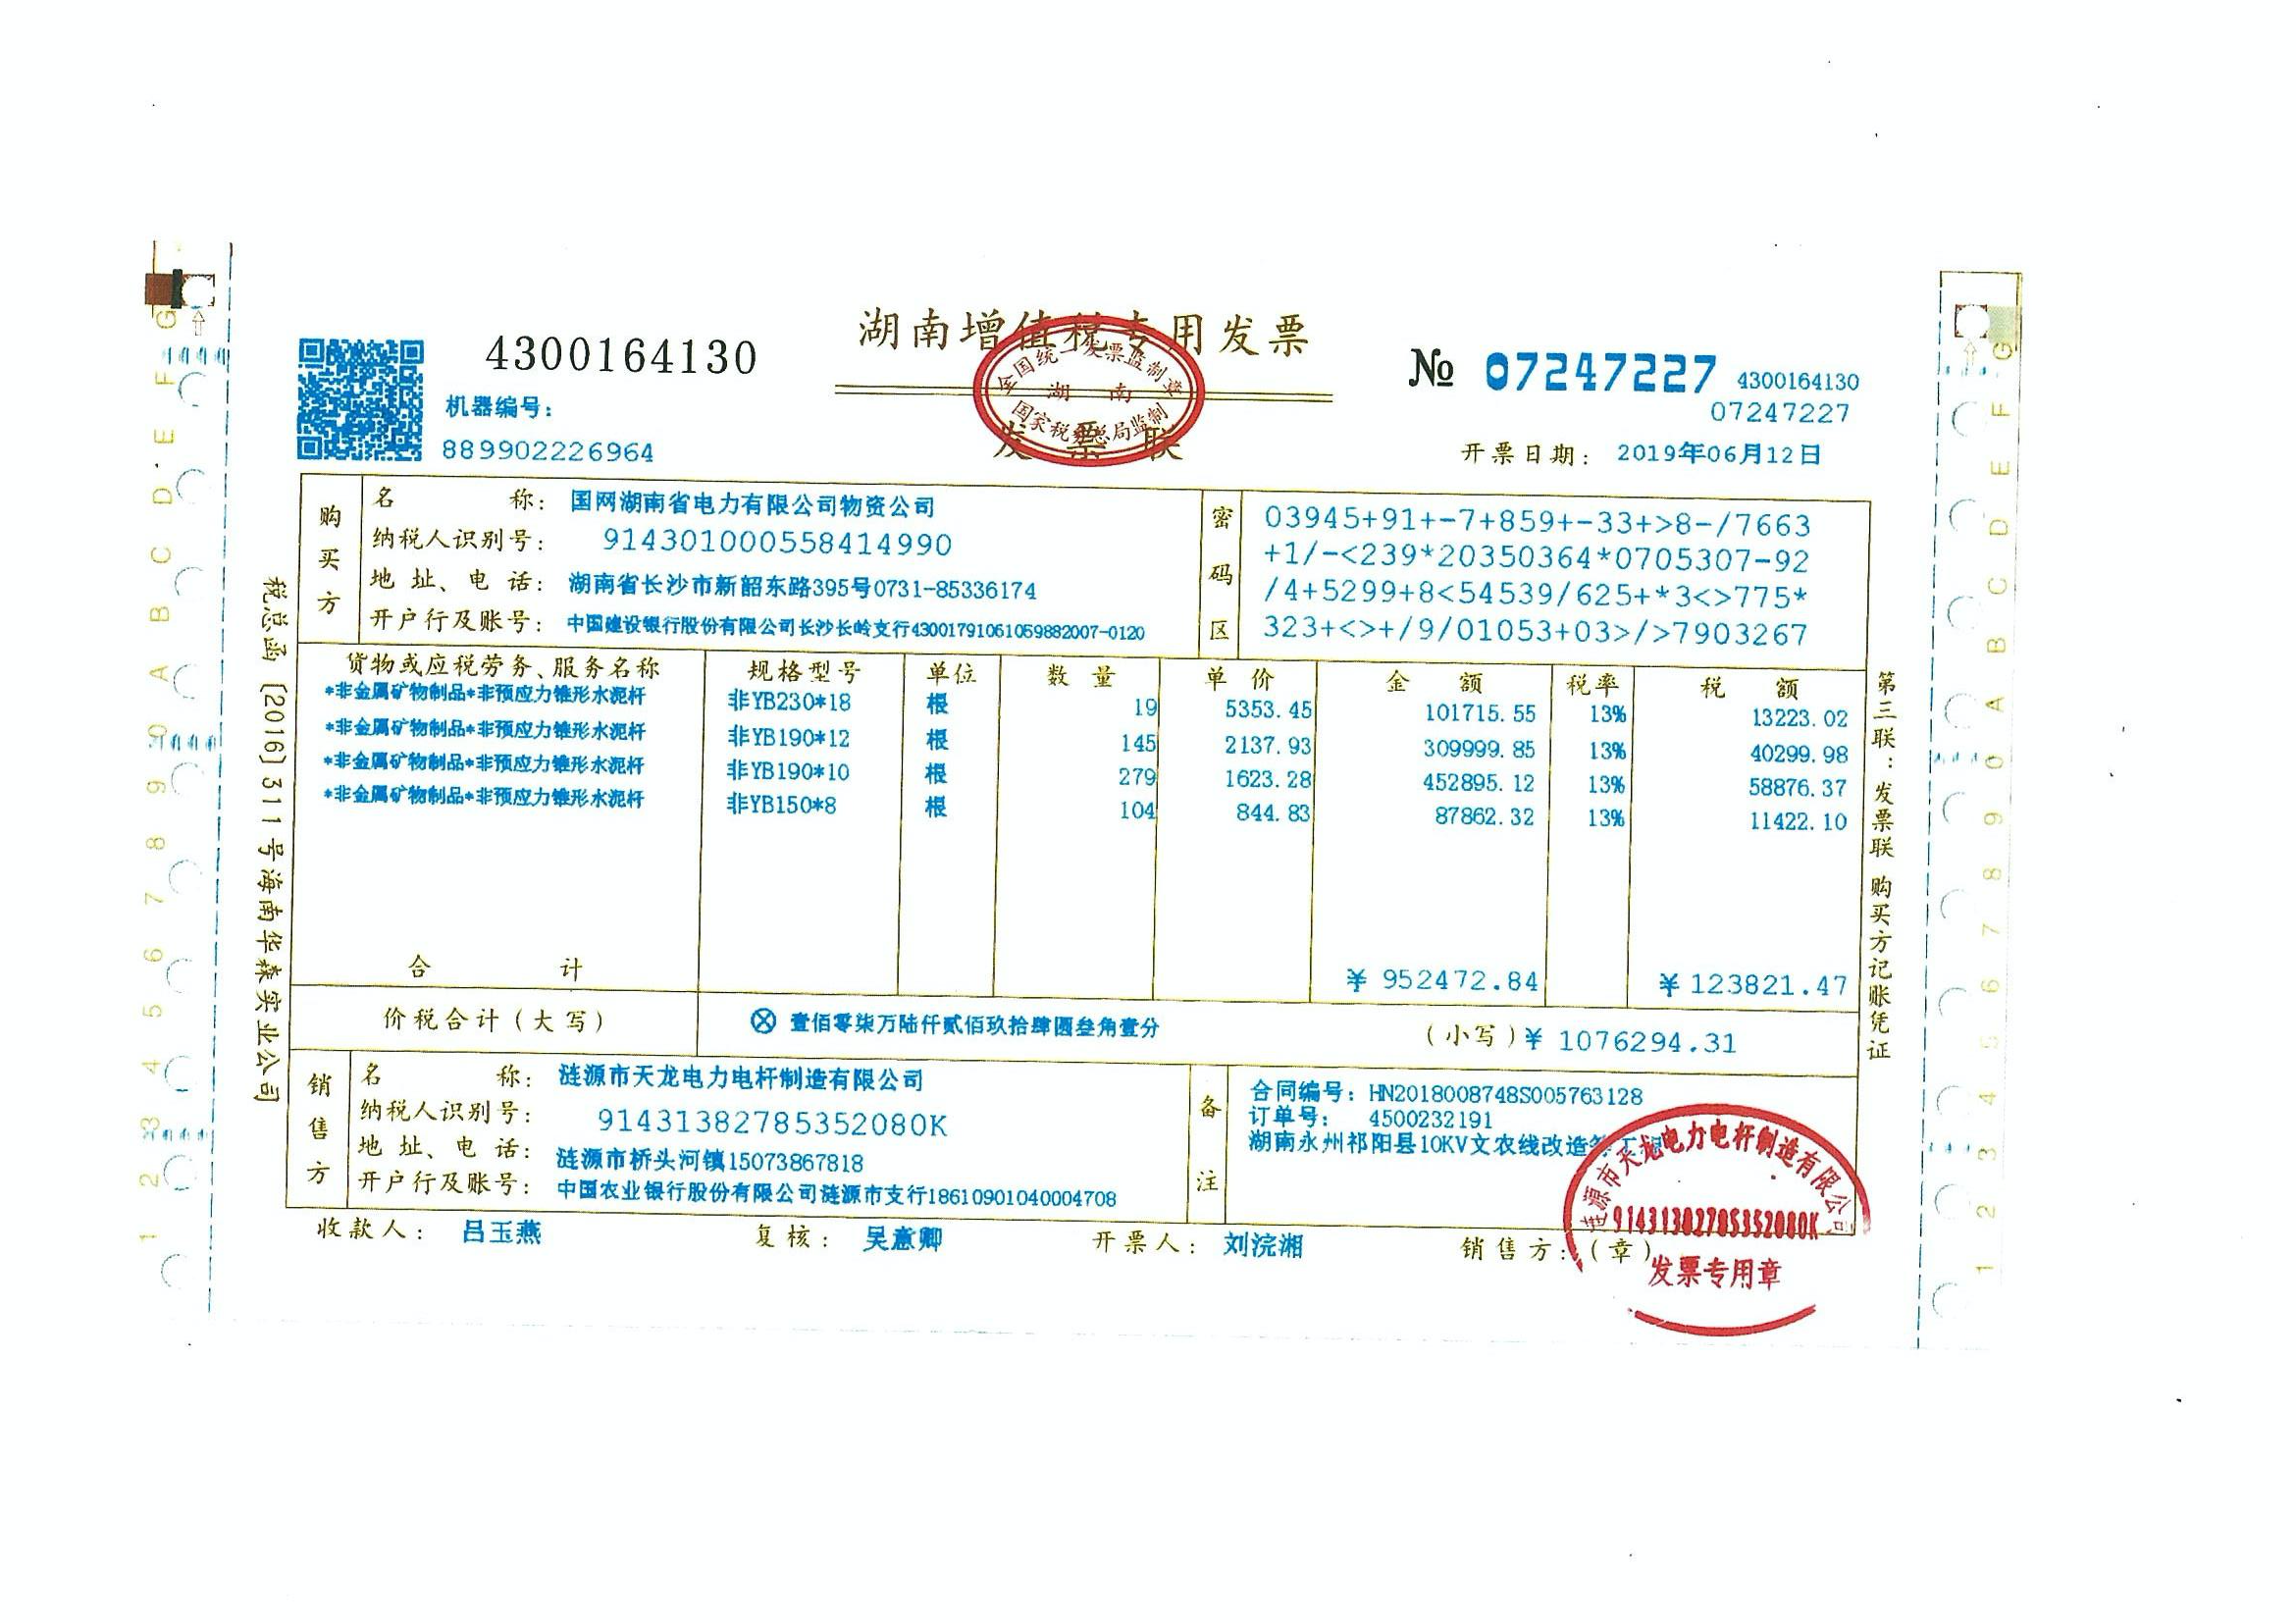 湖南增值税专用发票
全国统一发票监制章
湖南
国家税务总局监制
发票联
4300164130
机器编号:
889902226964
№ 07247227
4300164130
07247227
开票日期: 2019年06月12日
购买方
名称: 国网湖南省电力有限公司物资公司
纳税人识别号: 914301000558414990
地址、电话: 湖南省长沙市新韶东路395号0731-85336174
开户行及账号: 中国建设银行股份有限公司长沙长岭支行43001791061059882007-0120
密码区
03945+91+-7+859+-33+>8-/7663
+1/-<239*20350364*0705307-92
/4+5299+8<54539/625+*3<>775*
323+<>+/9/01053+03>/>7903267
货物或应税劳务、服务名称 规格型号 单位 数量 单价 金额 税率 税额
*非金属矿物制品*非预应力锥形水泥杆 非YB230*18 根 19 5353.45 101715.55 13% 13223.02
*非金属矿物制品*非预应力锥形水泥杆 非YB190*12 根 145 2137.93 309999.85 13% 40299.98
*非金属矿物制品*非预应力锥形水泥杆 非YB190*10 根 279 1623.28 452895.12 13% 58876.37
*非金属矿物制品*非预应力锥形水泥杆 非YB150*8 根 104 844.83 87862.32 13% 11422.10
合计 ¥ 952472.84 ¥ 123821.47
价税合计(大写) ⊗ 壹佰零柒万陆仟贰佰玖拾肆圆叁角壹分 (小写)¥ 1076294.31
销售方
名称: 涟源市天龙电力电杆制造有限公司
纳税人识别号: 91431382785352080K
地址、电话: 涟源市桥头河镇15073867818
开户行及账号: 中国农业银行股份有限公司涟源市支行18610901040004708
备注
合同编号: HN2018008748S005763128
订单号: 4500232191
湖南永州祁阳县10KV文农线改造等工程
收款人: 吕玉燕 复核: 吴意卿 开票人: 刘浣湘 销售方:(章)
涟源市天龙电力电杆制造有限公司
91431382785352080K
发票专用章
税总函〔2016〕311号海南华森实业公司
第三联:发票联 购买方记账凭证
1 2 3 4 5 6 7 8 9 0 A B C D E F G
1 2 3 4 5 6 7 8 9 0 A B C D E F G